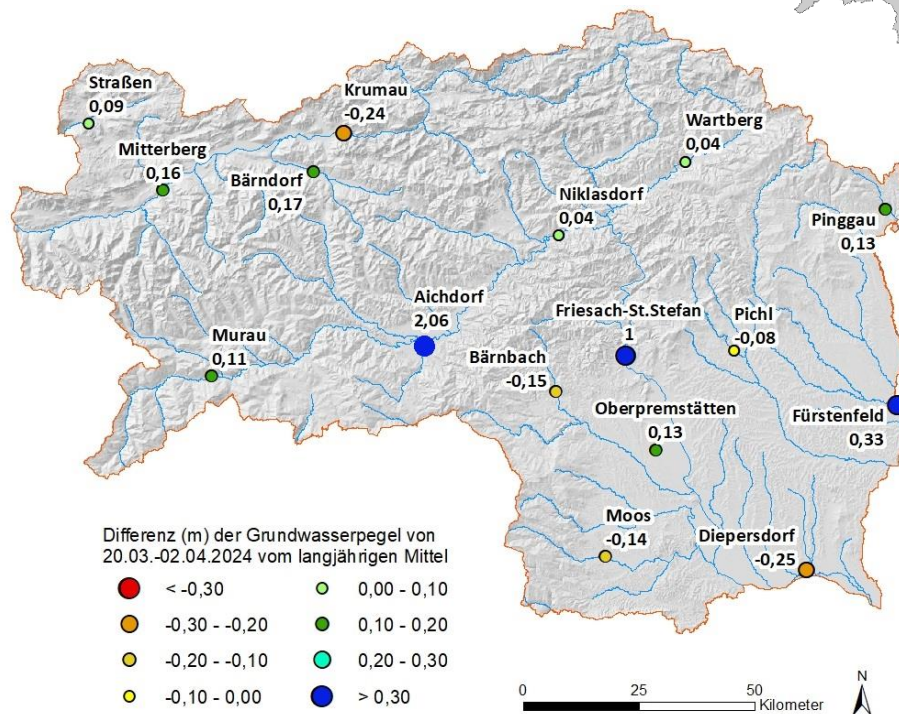 Straßen
0,09
Krumau
-0,24
Wartberg
0,04
Mitterberg
0,16
Bärndorf
0,17
Niklasdorf
0,04
Pinggau
0,13
Aichdorf
2,06
Friesach-St.Stefan
1
Pichl
-0,08
Murau
0,11
Bärnbach
-0,15
Oberpremstätten
0,13
Fürstenfeld
0,33
Moos
-0,14
Diepersdorf
-0,25
Differenz (m) der Grundwasserpegel von
20.03.-02.04.2024 vom langjährigen Mittel
< -0,30
-0,30 - -0,20
-0,20 - -0,10
-0,10 - 0,00
0,00 - 0,10
0,10 - 0,20
0,20 - 0,30
> 0,30
0 25 50
Kilometer
N